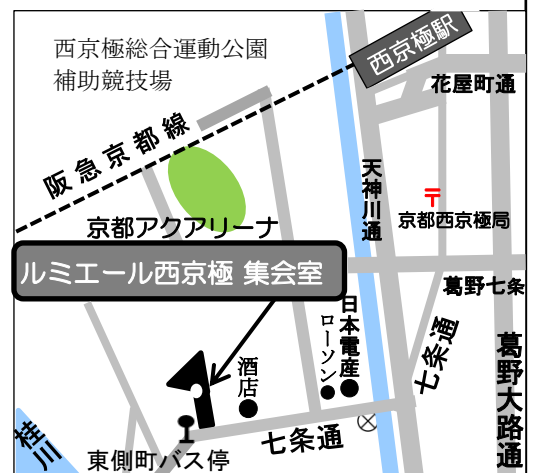 西京極総合運動公園
補助競技場
西京極駅
花屋町通
阪急京都線
天神川通
〒
京都西京極局
京都アクアリーナ
ルミエール西京極 集会室
葛野七条
日本電産
ローソン
七条通
葛野大路通
酒店
七条通
桂川
東側町バス停